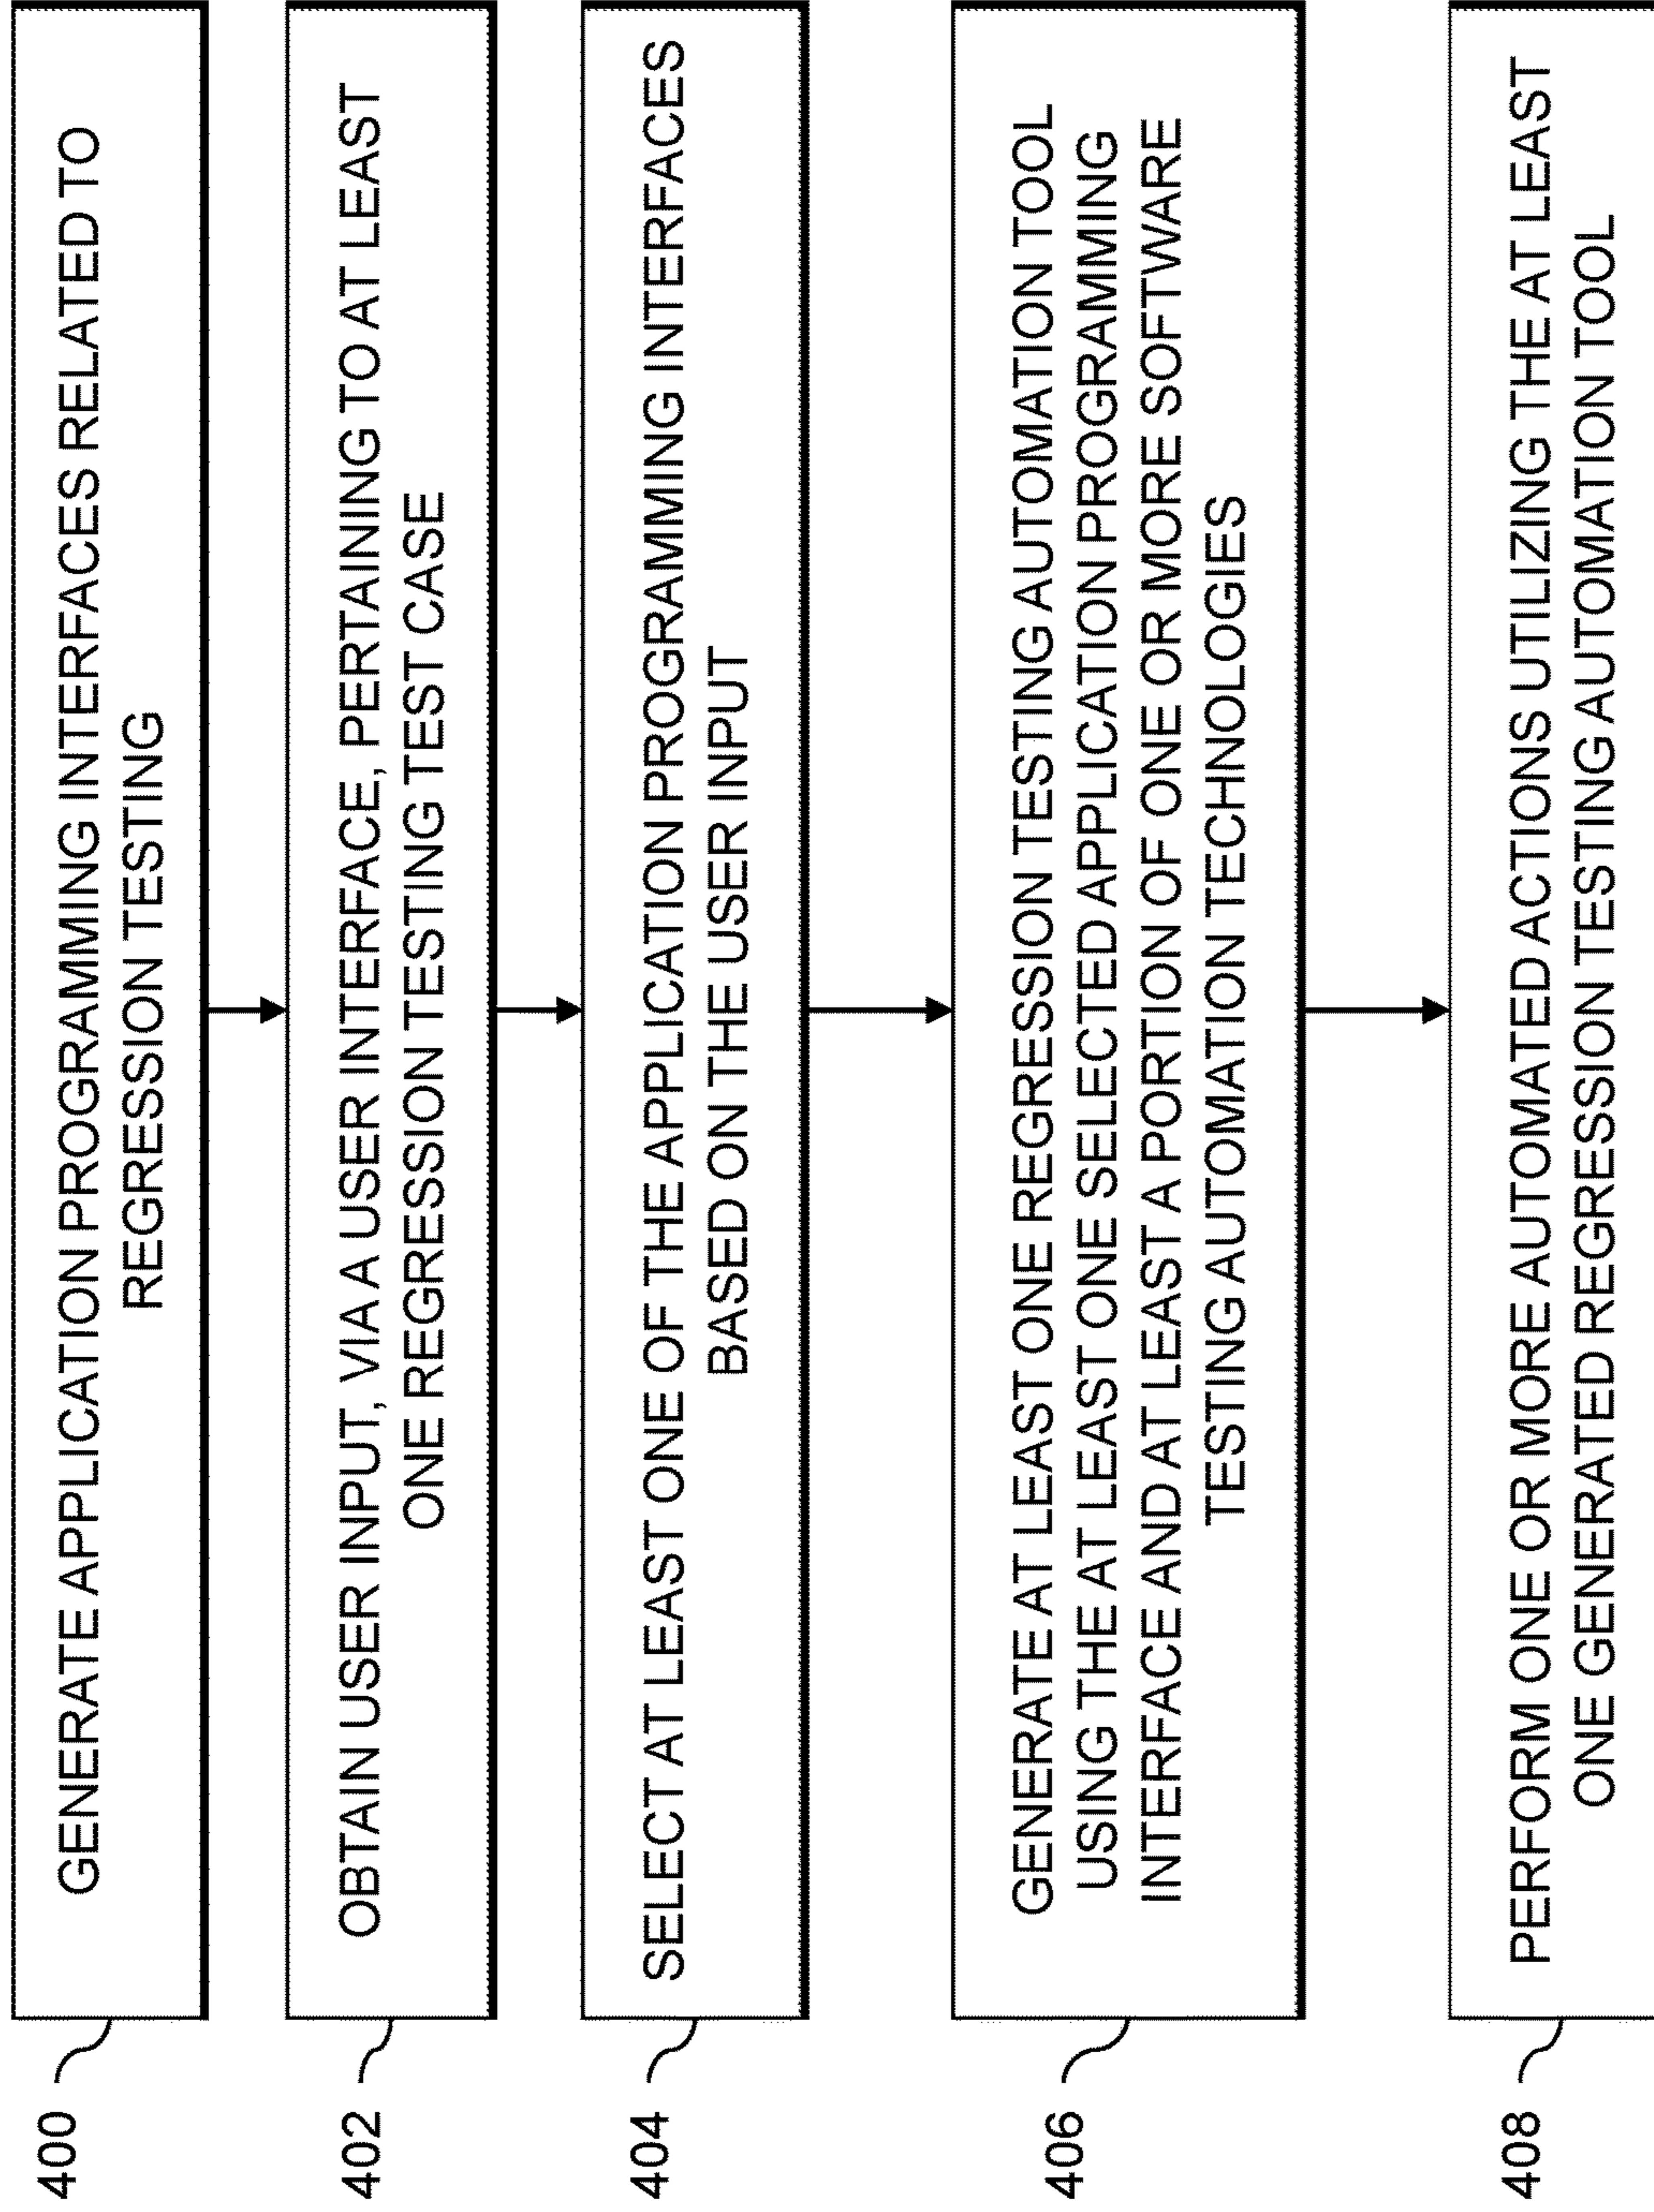 400
GENERATE APPLICATION PROGRAMMING INTERFACES RELATED TO
REGRESSION TESTING
402
OBTAIN USER INPUT, VIA A USER INTERFACE, PERTAINING TO AT LEAST
ONE REGRESSION TESTING TEST CASE
404
SELECT AT LEAST ONE OF THE APPLICATION PROGRAMMING INTERFACES
BASED ON THE USER INPUT
406
GENERATE AT LEAST ONE REGRESSION TESTING AUTOMATION TOOL
USING THE AT LEAST ONE SELECTED APPLICATION PROGRAMMING
INTERFACE AND AT LEAST A PORTION OF ONE OR MORE SOFTWARE
TESTING AUTOMATION TECHNOLOGIES
408
PERFORM ONE OR MORE AUTOMATED ACTIONS UTILIZING THE AT LEAST
ONE GENERATED REGRESSION TESTING AUTOMATION TOOL